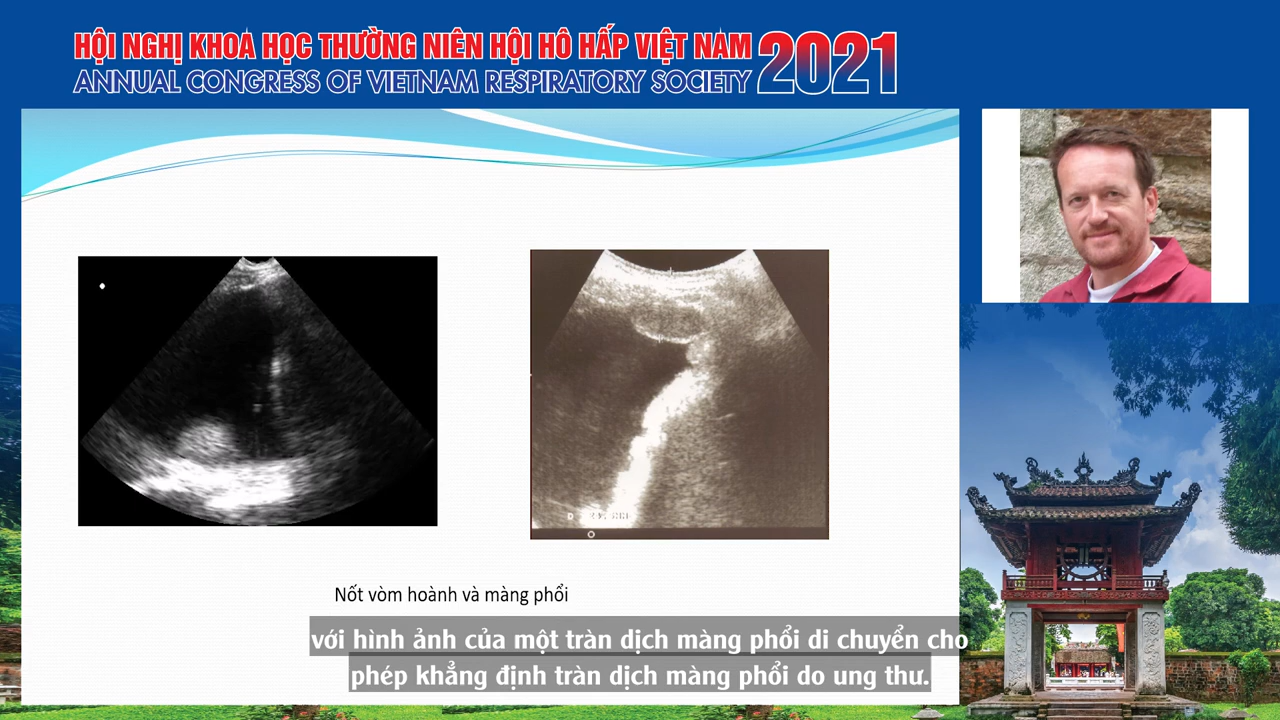 HỘI NGHỊ KHOA HỌC THƯỜNG NIÊN HỘI HÔ HẤP VIỆT NAM 2021
ANNUAL CONGRESS OF VIETNAM RESPIRATORY SOCIETY
Nốt vòm hoành và màng phổi
với hình ảnh của một tràn dịch màng phổi di chuyển cho
phép khẳng định tràn dịch màng phổi do ung thư.